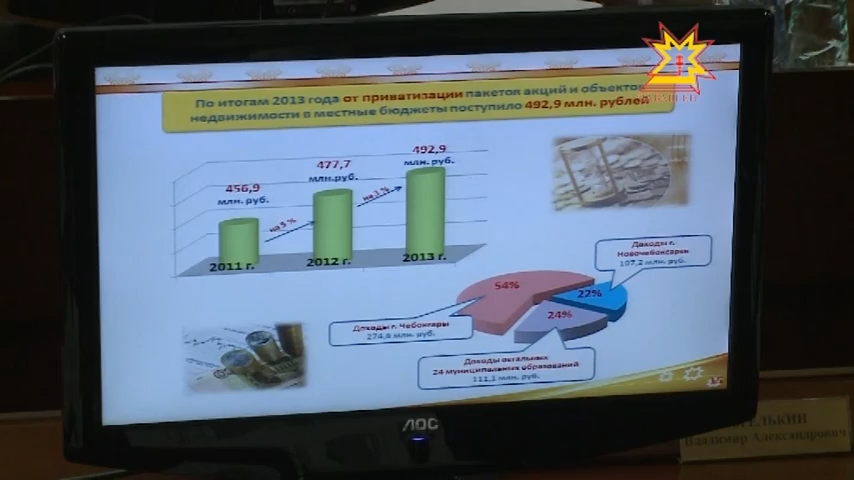 По итогам 2013 года от приватизации пакетов акций и объектов
недвижимости в местные бюджеты поступило 492,9 млн. рублей
492,9
млн. руб.
477,7
млн.руб.
456,9
млн. руб.
на 5 %
на 3 %
2011 г.
2012 г.
2013 г.
54%
22%
24%
Доходы г.
Новочебоксарск
107,2 млн. руб.
Доходы г. Чебоксары
274,6 млн. руб.
Доходы остальных
24 муниципальных образований
111,1 млн. руб.
AOC
Владимир Александрович